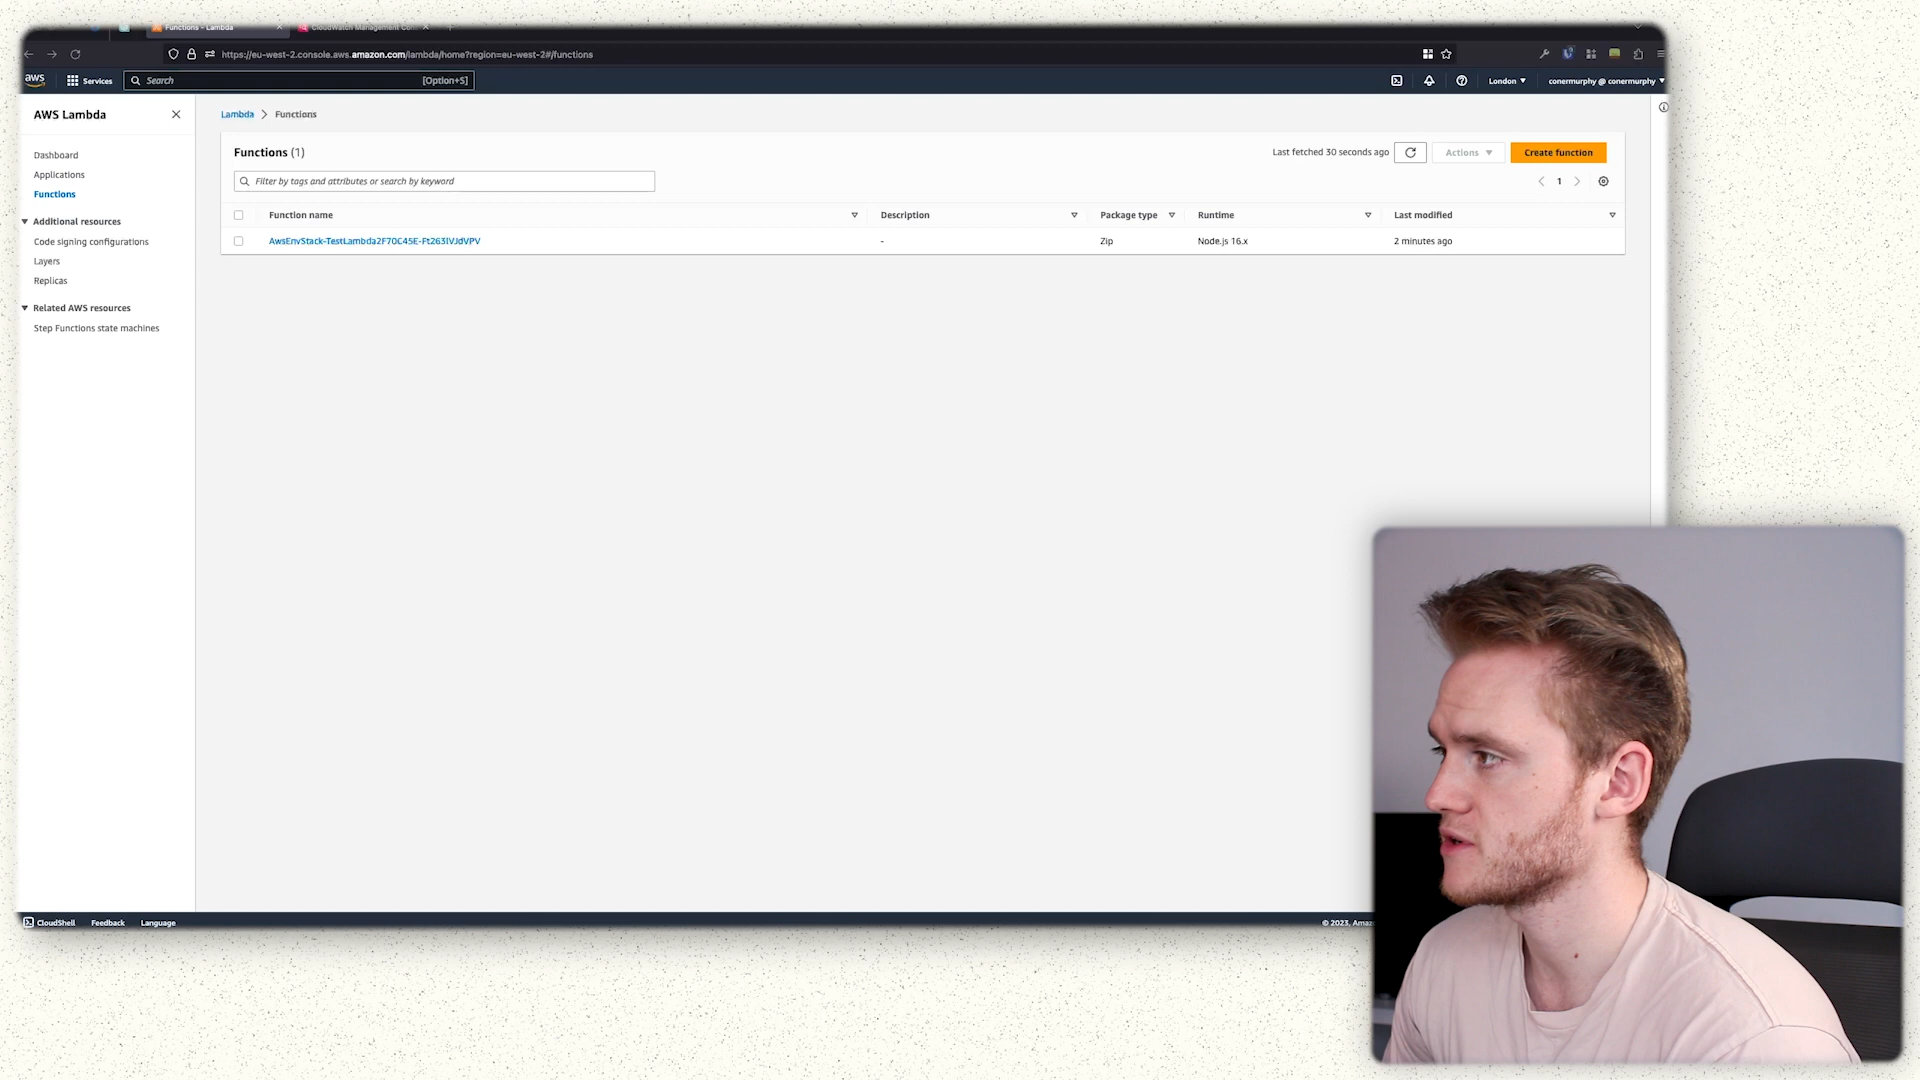 Functions - Lambda
CloudWatch Management Co
https://eu-west-2.console.aws.amazon.com/lambda/home?region=eu-west-2#/functions
aws
Services
Search
[Option+S]
London
conermurphy @ conermurphy
AWS Lambda
Dashboard
Applications
Functions
Additional resources
Code signing configurations
Layers
Replicas
Related AWS resources
Step Functions state machines
Lambda > Functions
Functions (1)
Last fetched 30 seconds ago
Actions
Create function
Filter by tags and attributes or search by keyword
1
Function name
Description
Package type
Runtime
Last modified
AwsEnvStack-TestLambda2F70C45E-Ft263IVJdVPV
-
Zip
Node.js 16.x
2 minutes ago
CloudShell
Feedback
Language
© 2023, Amaz